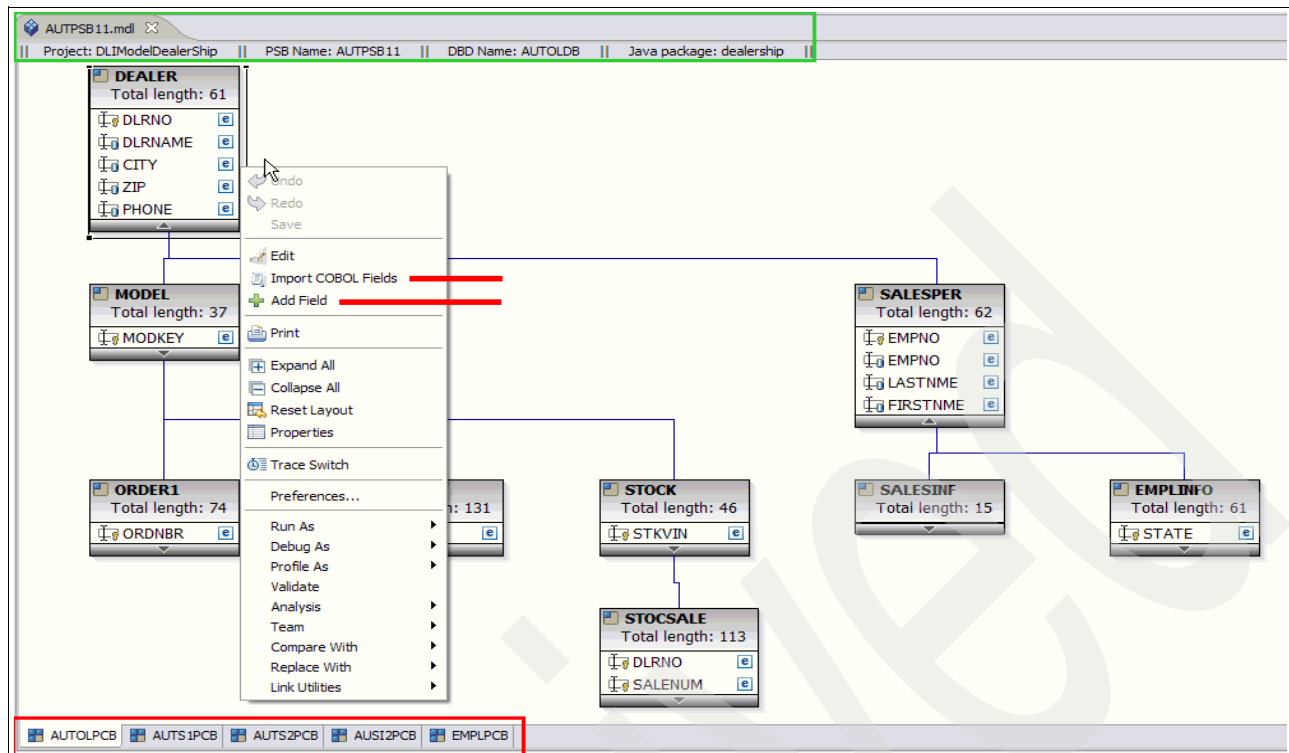 AUTPSB11.mdl
|| Project: DLIModelDealerShip || PSB Name: AUTPSB11 || DBD Name: AUTOLDB || Java package: dealership ||
DEALER
Total length: 61
DLRNO e
DLRNAME e
CITY e
ZIP e
PHONE e
Undo
Redo
Save
Edit
Import COBOL Fields
Add Field
Print
Expand All
Collapse All
Reset Layout
Properties
Trace Switch
Preferences...
Run As
Debug As
Profile As
Validate
Analysis
Team
Compare With
Replace With
Link Utilities
MODEL
Total length: 37
MODKEY e
SALESPER
Total length: 62
EMPNO e
EMPNO e
LASTNME e
FIRSTNME e
ORDER1
Total length: 74
ORDNBR e
: 131
e
STOCK
Total length: 46
STKVIN e
SALESINF
Total length: 15
EMPLINFO
Total length: 61
STATE e
STOCSALE
Total length: 113
DLRNO e
SALENUM e
AUTOLPCB AUTS1PCB AUTS2PCB AUSI2PCB EMPLPCB